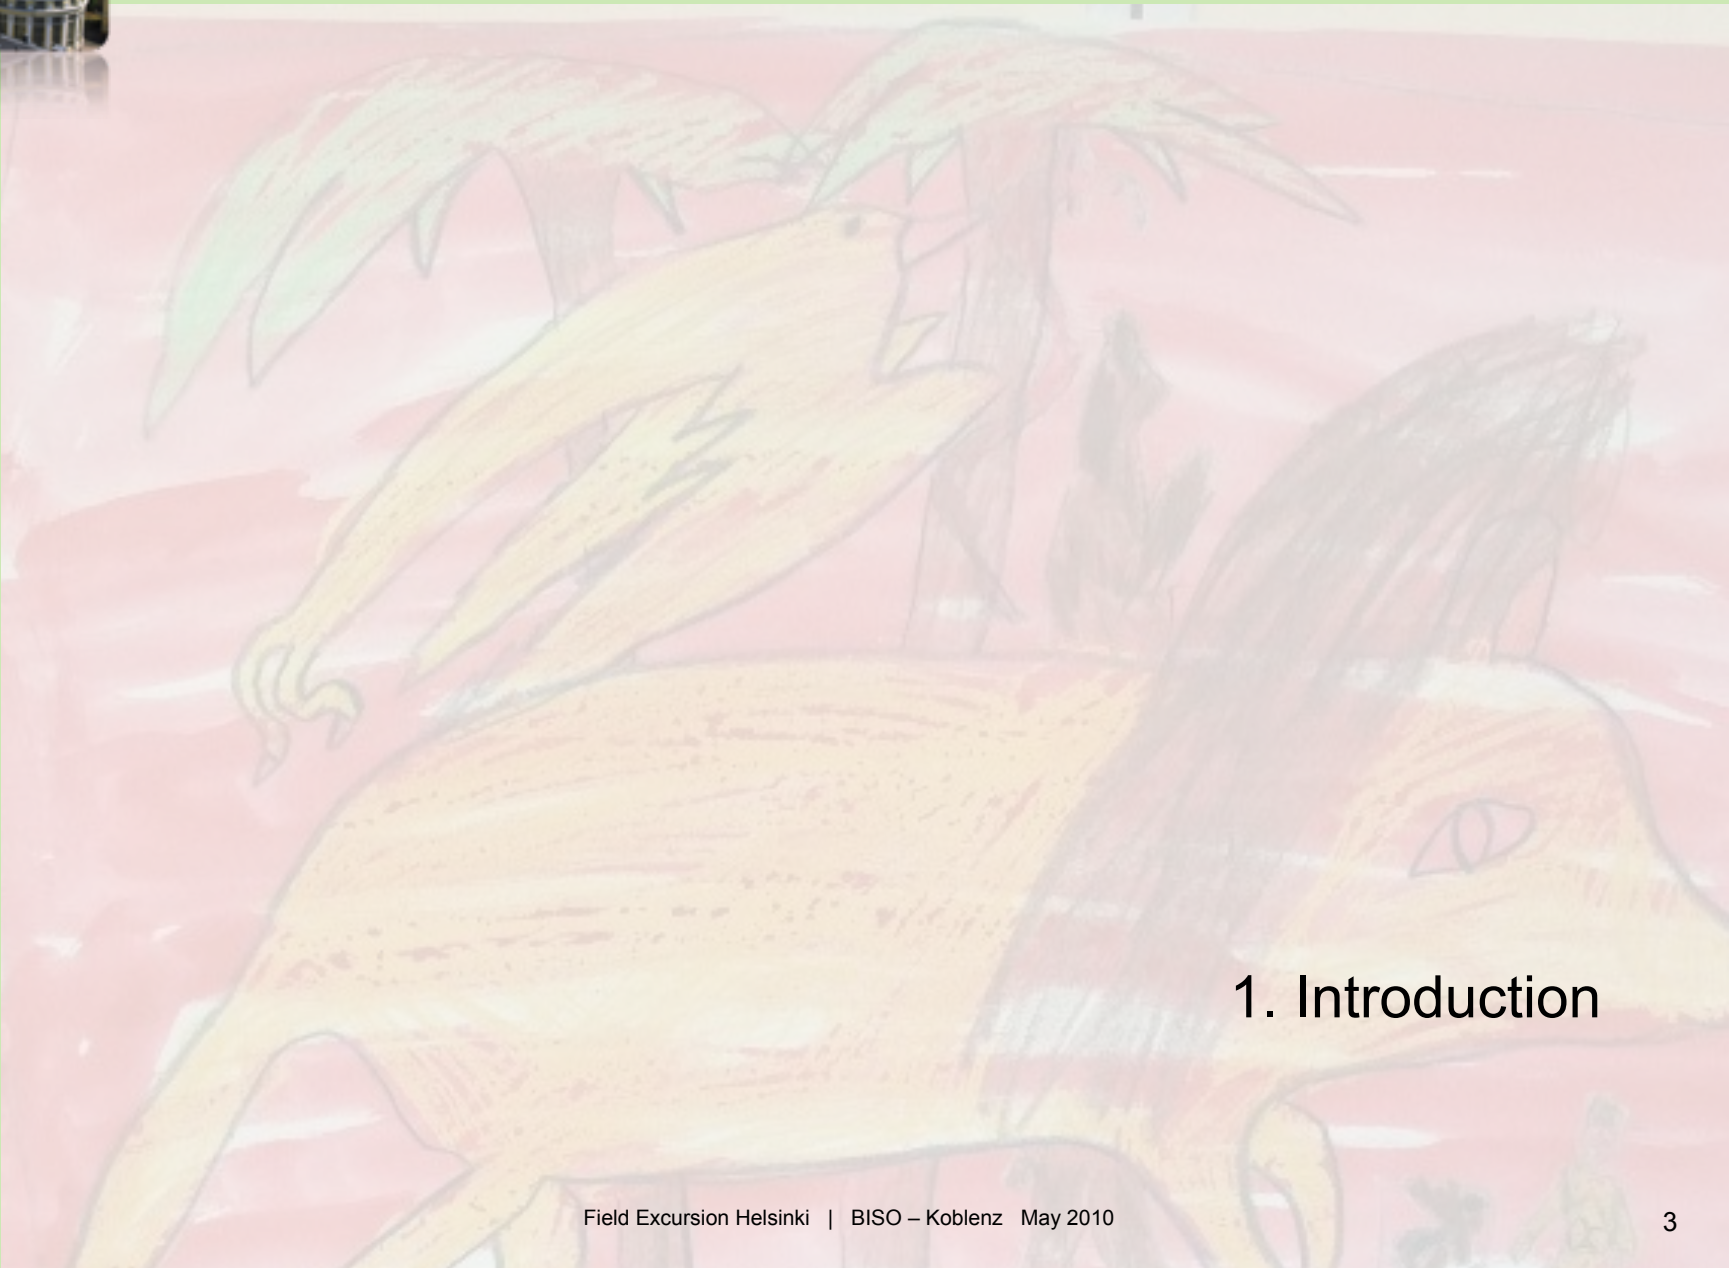 1. Introduction
Field Excursion Helsinki | BISO – Koblenz May 2010
3